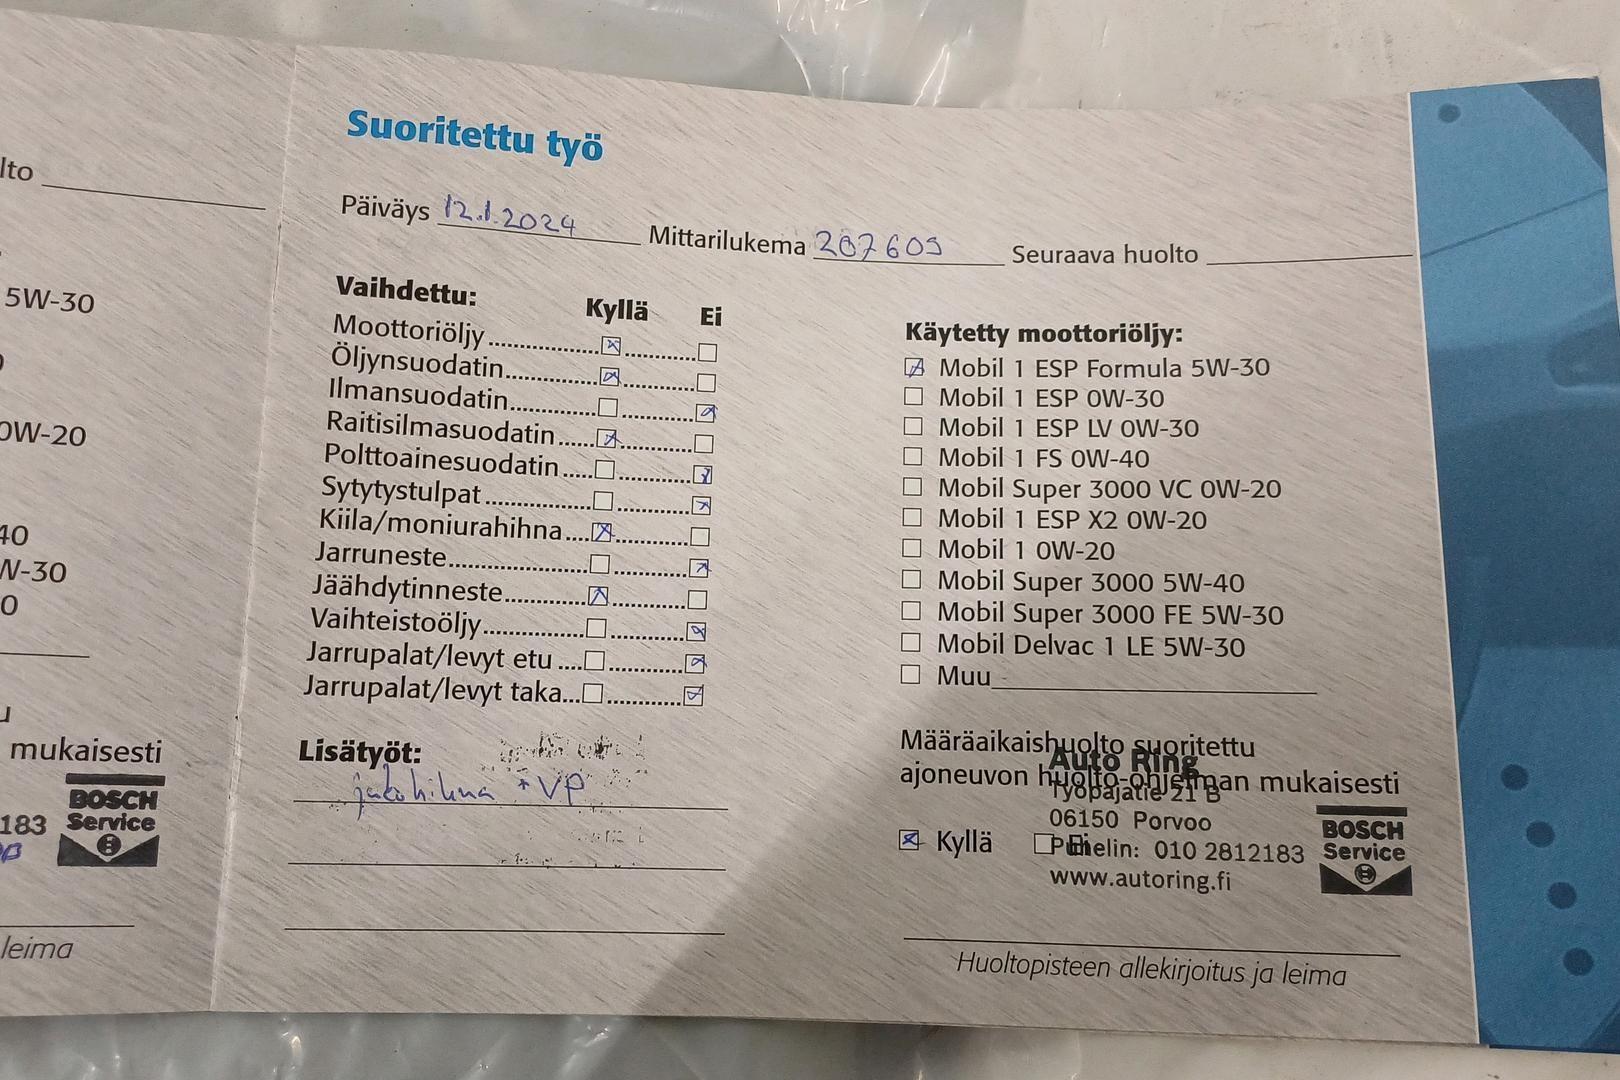 lto
5W-30
0W-20
40
W-30
0
mukaisesti
BOSCH
183 Service
leima
Suoritettu työ
Päiväys 12.1.2024 Mittarilukema 287609 Seuraava huolto
Vaihdettu: Kyllä Ei
Moottoriöljy
Öljynsuodatin
Ilmansuodatin
Raitisilmasuodatin
Polttoainesuodatin
Sytytystulpat
Kiila/moniurahihna
Jarruneste
Jäähdytinneste
Vaihteistoöljy
Jarrupalat/levyt etu
Jarrupalat/levyt taka
Lisätyöt:
jakohihna + VP
Käytetty moottoriöljy:
Mobil 1 ESP Formula 5W-30
Mobil 1 ESP 0W-30
Mobil 1 ESP LV 0W-30
Mobil 1 FS 0W-40
Mobil Super 3000 VC 0W-20
Mobil 1 ESP X2 0W-20
Mobil 1 0W-20
Mobil Super 3000 5W-40
Mobil Super 3000 FE 5W-30
Mobil Delvac 1 LE 5W-30
Muu
Määräaikaishuolto suoritettu
ajoneuvon huolto-ohjelman mukaisesti
Kyllä Ei
Auto Ring
Työpajatie 21 B
06150 Porvoo
Puhelin: 010 2812183
www.autoring.fi
BOSCH
Service
Huoltopisteen allekirjoitus ja leima